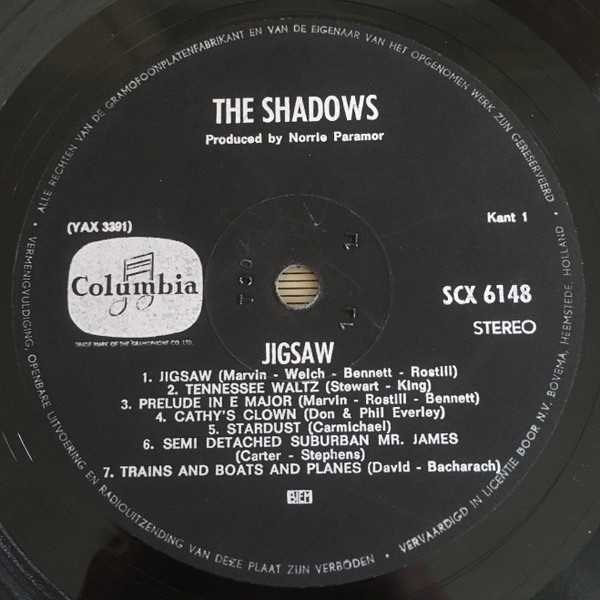 • ALLE RECHTEN VAN DE GRAMOFOONPLATENFABRIKANT EN VAN DE EIGENAAR VAN HET OPGENOMEN WERK ZIJN GERESERVEERD •
THE SHADOWS
Produced by Norrie Paramor
(YAX 3391)
Kant 1
Columbia
TRADE MARK OF THE GRAMOPHONE CO. LTD.
SCX 6148
STEREO
JIGSAW
1. JIGSAW (Marvin - Welch - Bennett - Rostill)
2. TENNESSEE WALTZ (Stewart - King)
3. PRELUDE IN E MAJOR (Marvin - Rostill - Bennett)
4. CATHY'S CLOWN (Don & Phil Everley)
5. STARDUST (Carmichael)
6. SEMI DETACHED SUBURBAN MR. JAMES
(Carter - Stephens)
7. TRAINS AND BOATS AND PLANES (David - Bacharach)
BIEM
VERMENIGVULDIGING, OPENBARE UITVOERING EN RADIOUITZENDING VAN DEZE PLAAT ZIJN VERBODEN •
VERVAARDIGD IN LICENTIE DOOR N.V. BOVEMA, HEEMSTEDE, HOLLAND